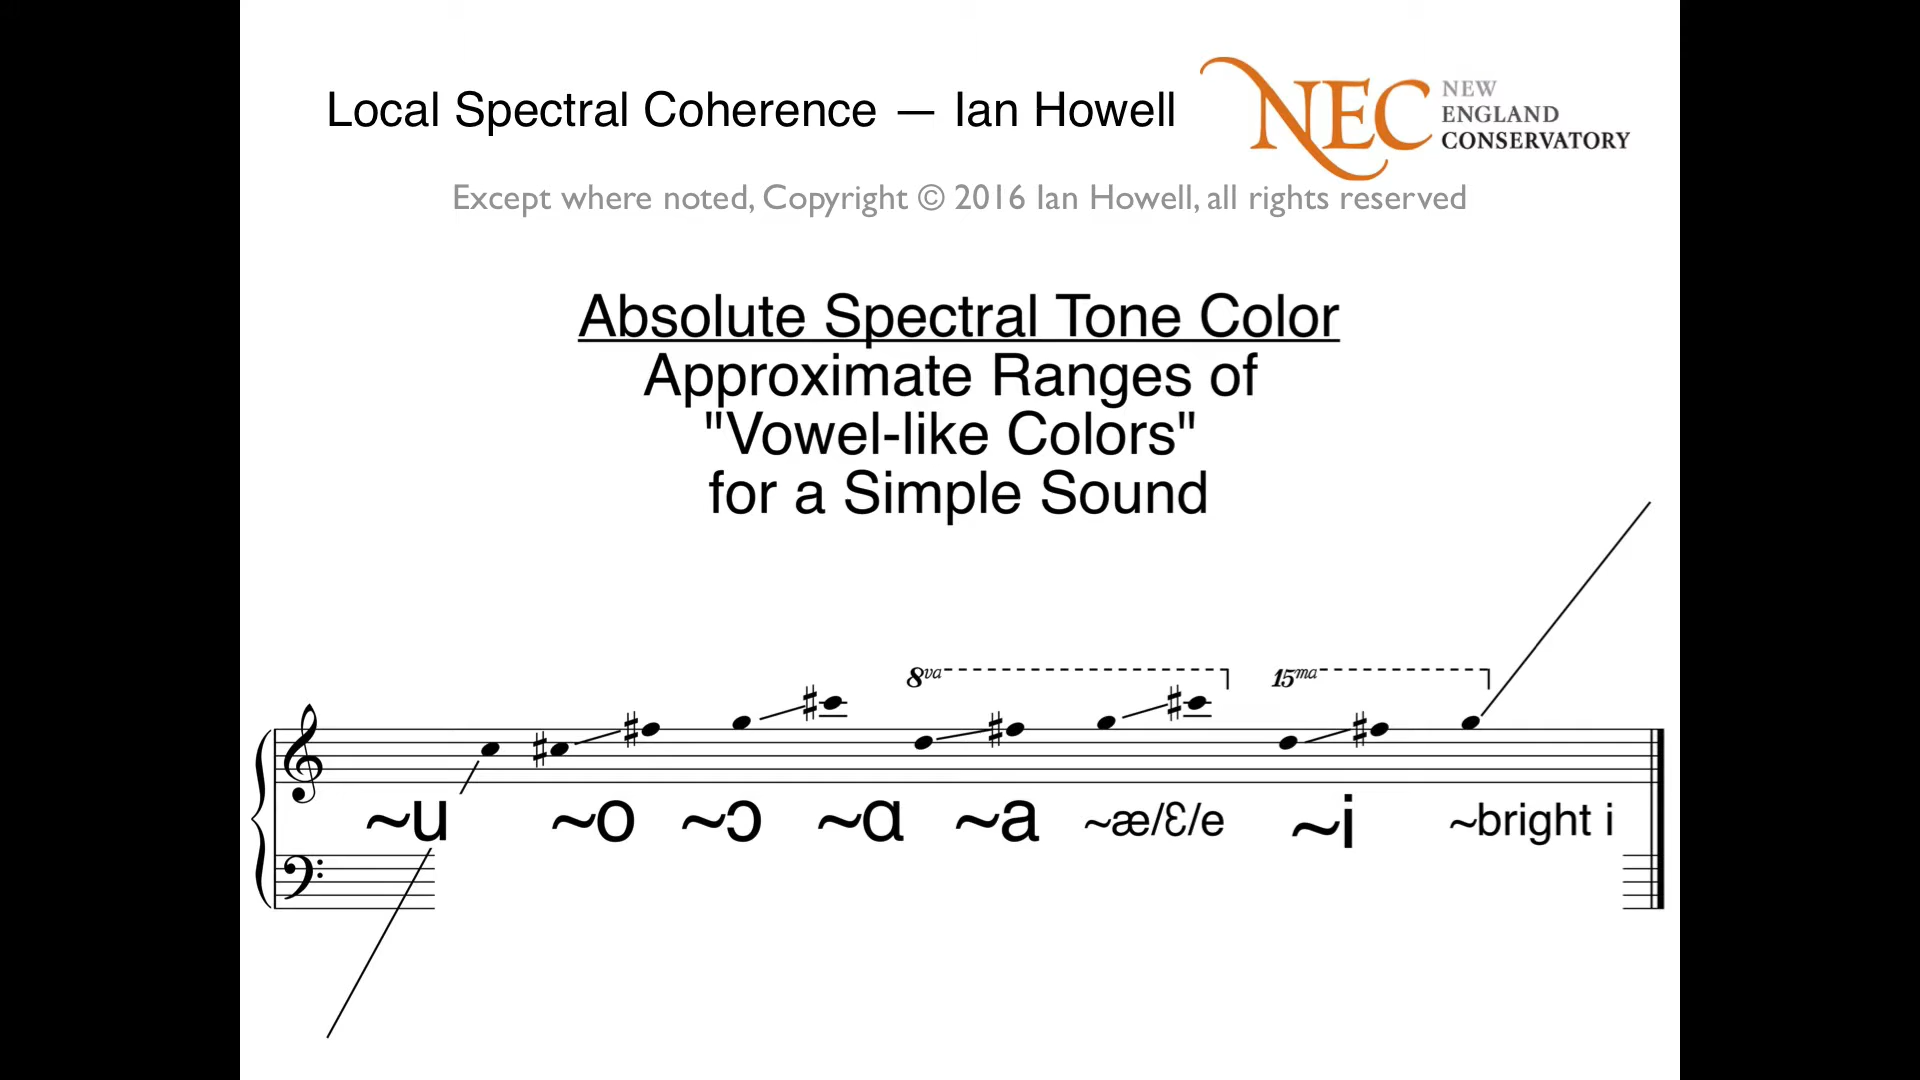 Local Spectral Coherence — Ian Howell
NEC NEW
ENGLAND
CONSERVATORY
Except where noted, Copyright © 2016 Ian Howell, all rights reserved
Absolute Spectral Tone Color
Approximate Ranges of
"Vowel-like Colors"
for a Simple Sound
8va 15ma
~u ~o ~ɔ ~ɑ ~a ~æ/Ɛ/e ~i ~bright i